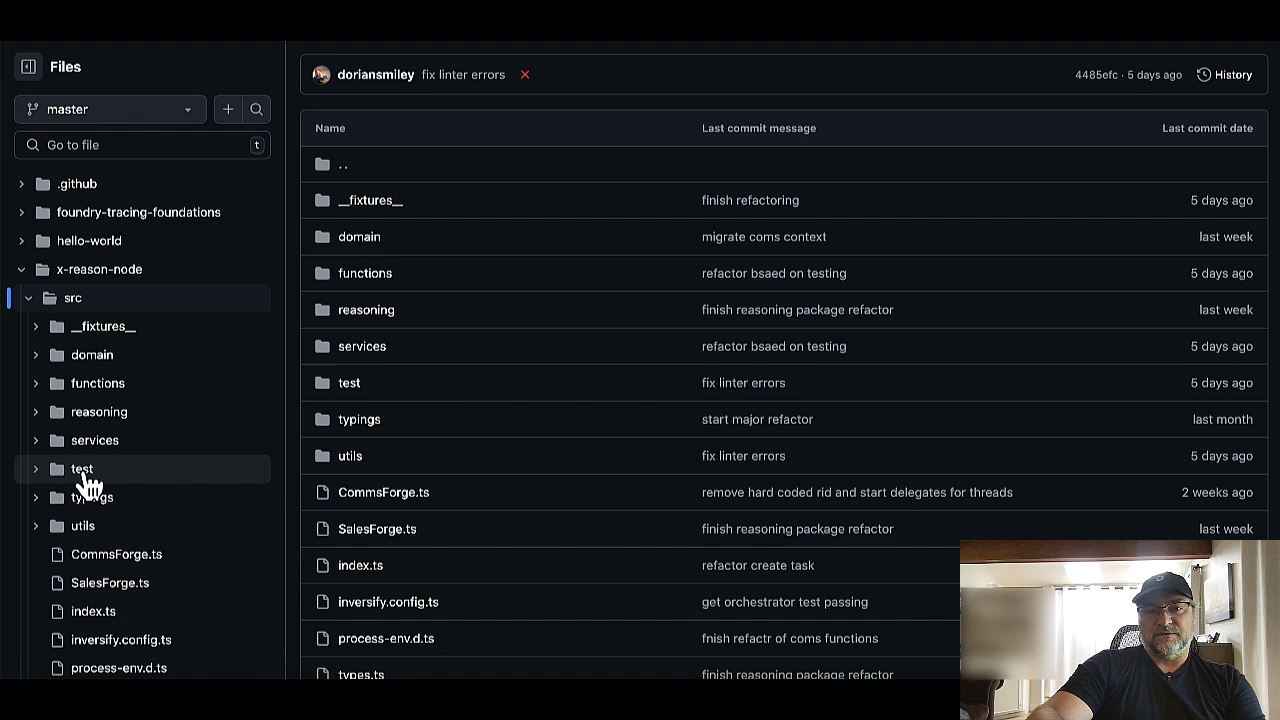 Files
master
Go to file
t
.github
foundry-tracing-foundations
hello-world
x-reason-node
src
__fixtures__
domain
functions
reasoning
services
test
utils
CommsForge.ts
SalesForge.ts
index.ts
inversify.config.ts
process-env.d.ts
doriansmiley fix linter errors
4485efc · 5 days ago
History
Name Last commit message Last commit date
..
__fixtures__ finish refactoring 5 days ago
domain migrate coms context last week
functions refactor bsaed on testing 5 days ago
reasoning finish reasoning package refactor last week
services refactor bsaed on testing 5 days ago
test fix linter errors 5 days ago
typings start major refactor last month
utils fix linter errors 5 days ago
CommsForge.ts remove hard coded rid and start delegates for threads 2 weeks ago
SalesForge.ts finish reasoning package refactor last week
index.ts refactor create task
inversify.config.ts get orchestrator test passing
process-env.d.ts fnish refactr of coms functions
types.ts finish reasoning package refactor